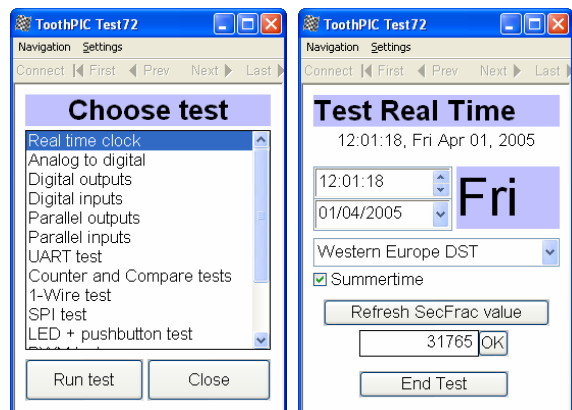 ToothPIC Test72
Navigation Settings
Connect First Prev Next Last
Choose test
Real time clock
Analog to digital
Digital outputs
Digital inputs
Parallel outputs
Parallel inputs
UART test
Counter and Compare tests
1-Wire test
SPI test
LED + pushbutton test
Run test Close
ToothPIC Test72
Navigation Settings
Connect First Prev Next Last
Test Real Time
12:01:18, Fri Apr 01, 2005
12:01:18
Fri
01/04/2005
Western Europe DST
Summertime
Refresh SecFrac value
31765 OK
End Test